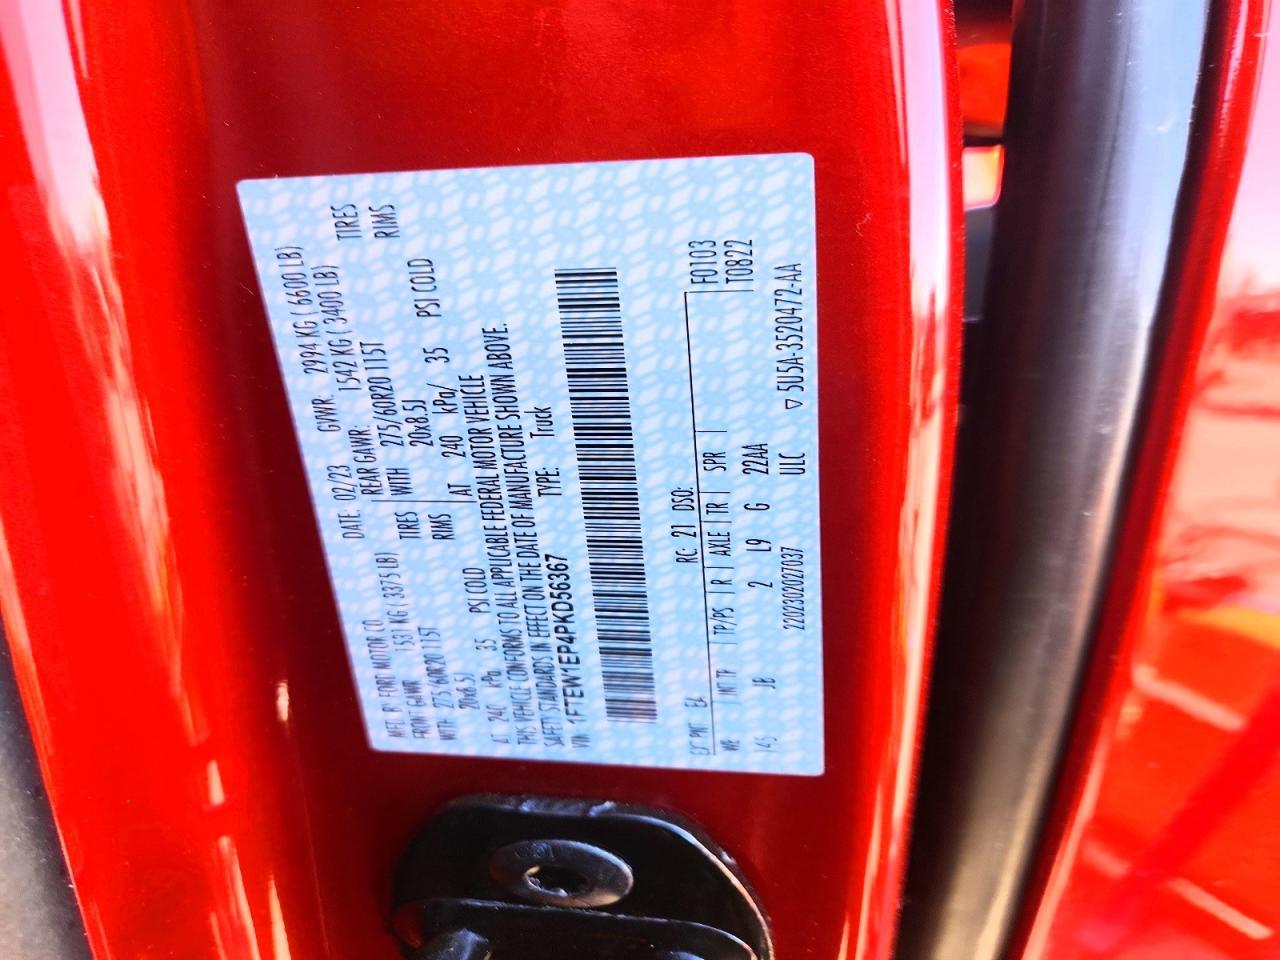 MFD. BY FORD MOTOR CO. DATE: 02/23 GVWR: 2994 KG ( 6600 LB)
FRONT GAWR: 1531 KG ( 3375 LB) REAR GAWR: 1542 KG ( 3400 LB)
WITH 275/60R20 115T TIRES WITH 275/60R20 115T TIRES
20x8.5J RIMS 20x8.5J RIMS
AT 240 kPa/ 35 PSI COLD AT 240 kPa/ 35 PSI COLD
THIS VEHICLE CONFORMS TO ALL APPLICABLE FEDERAL MOTOR VEHICLE
SAFETY STANDARDS IN EFFECT ON THE DATE OF MANUFACTURE SHOWN ABOVE.
VIN: 1FTEW1EP4PKD56367 TYPE: Truck
EXT PNT: E4 RC: 21 DSO: F0103
WB | INT TR | TP/PS | R | AXLE | TR | SPR | T0822
145 JB 2 L9 G 22AA
2202302027037 ULC ▽ 5U5A-3520472-AA